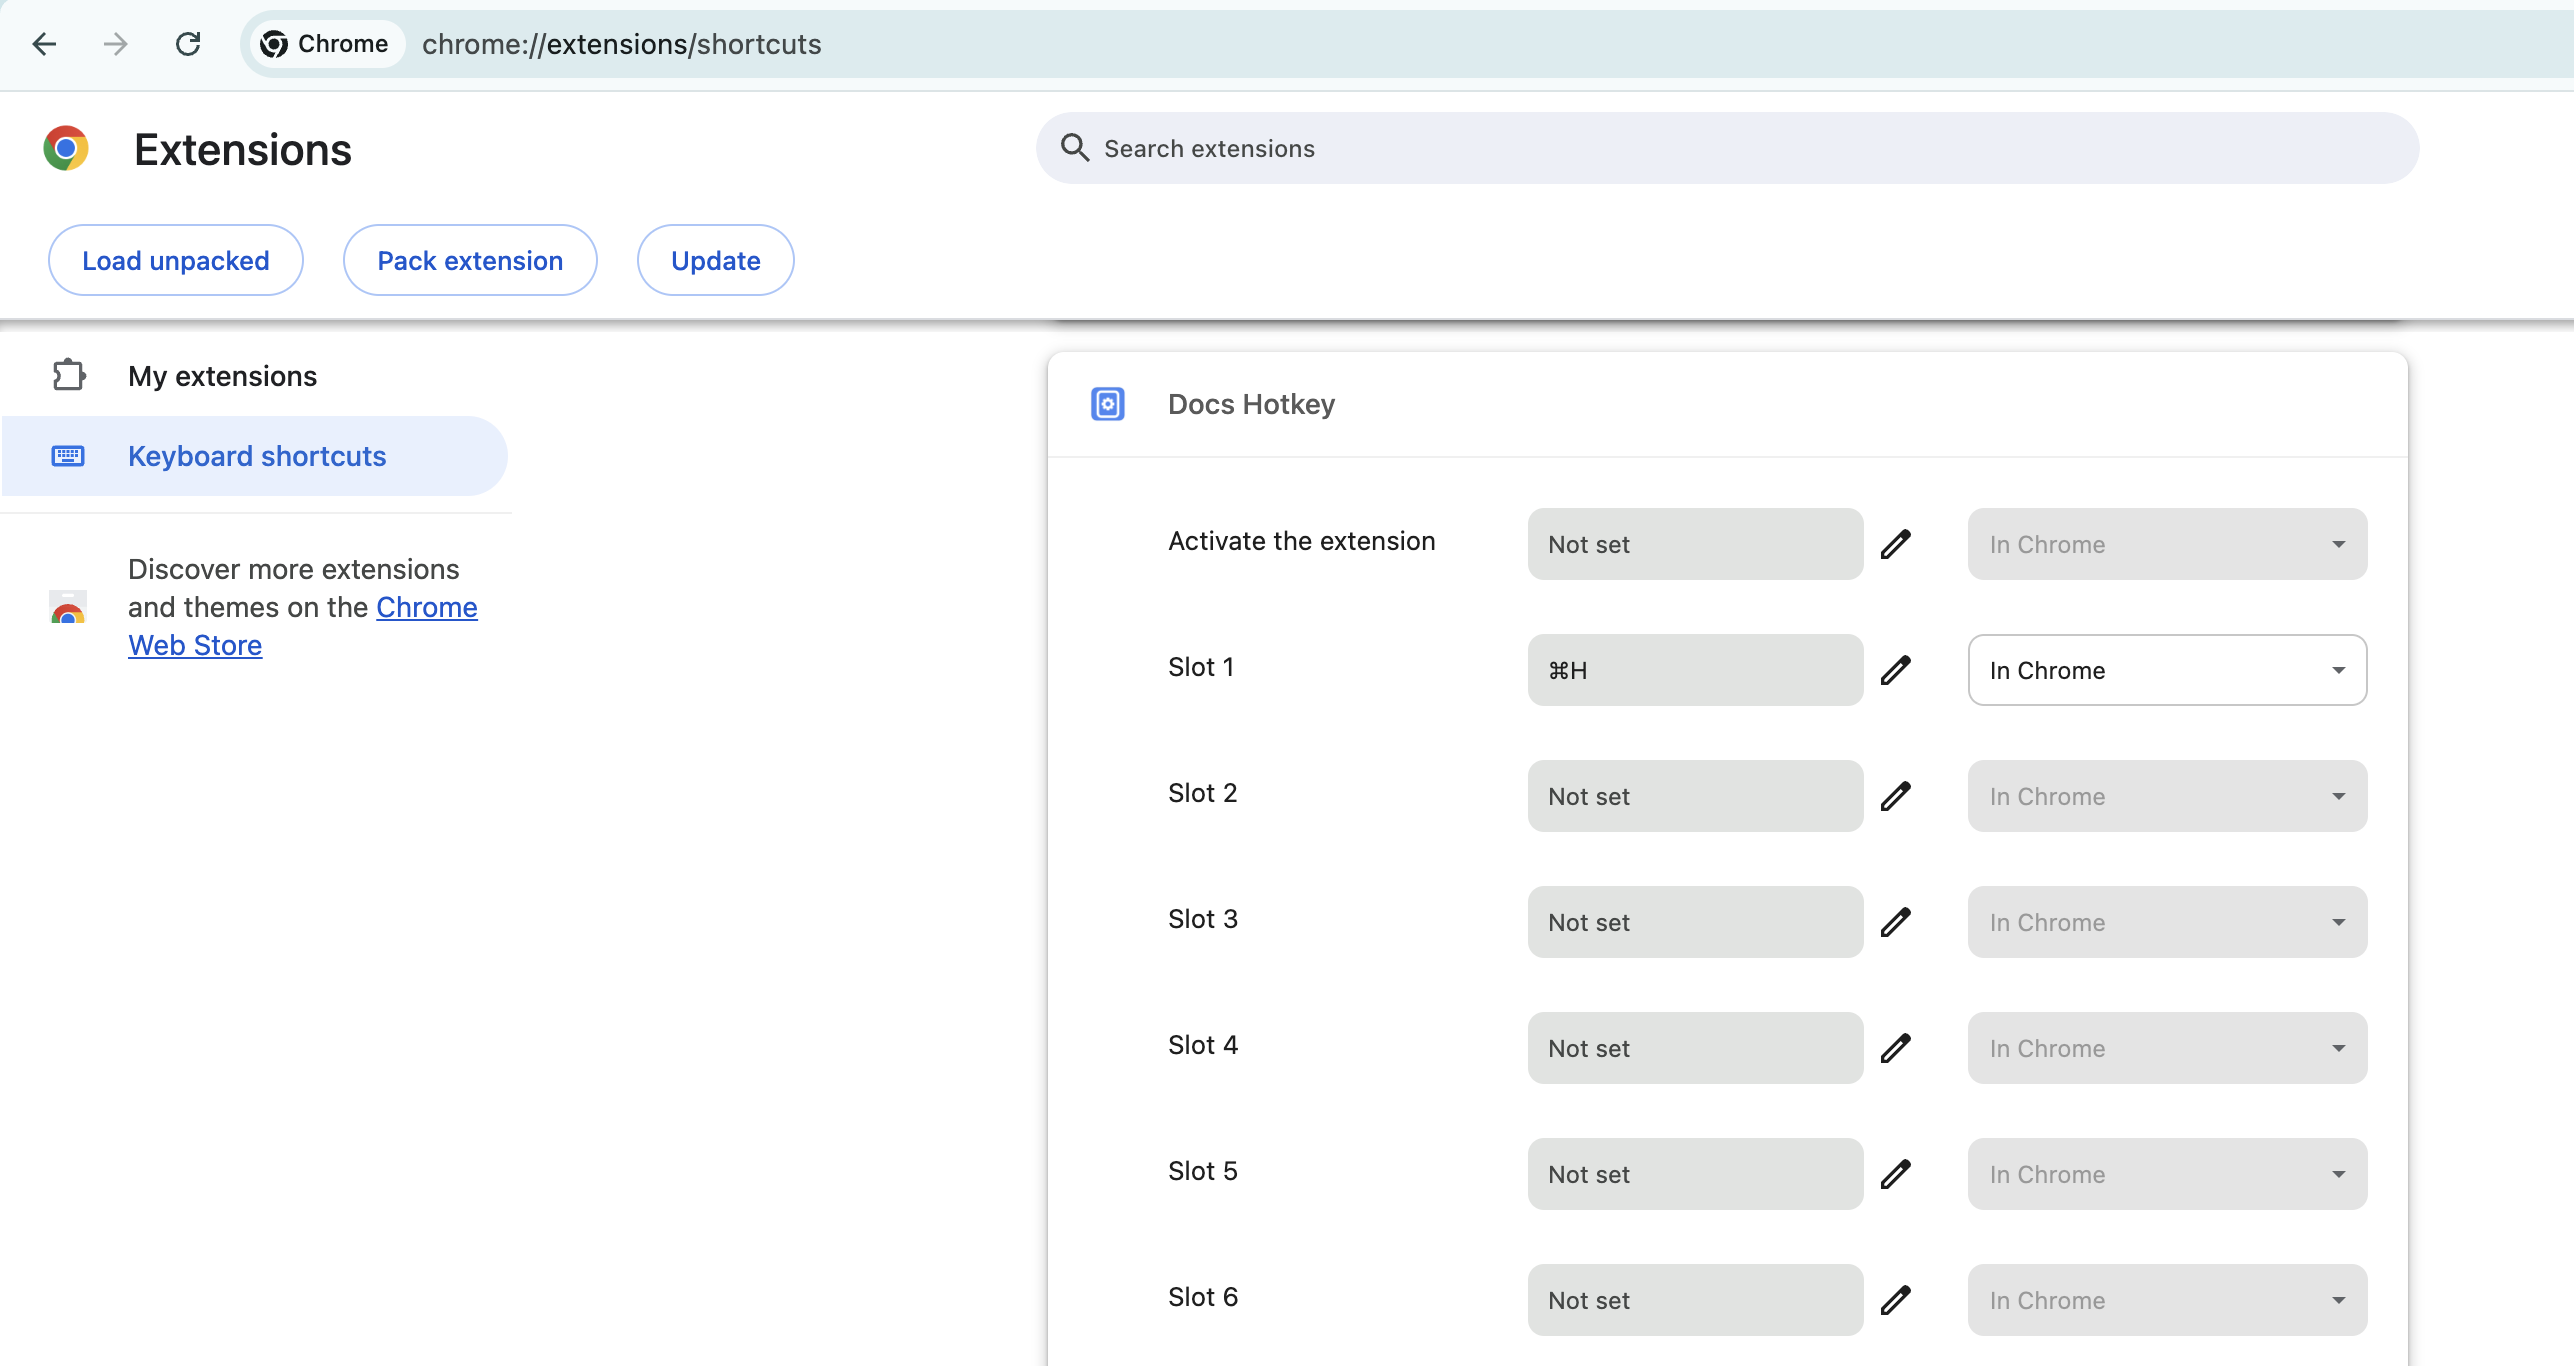 Chrome chrome://extensions/shortcuts
Extensions
Search extensions
Load unpacked
Pack extension
Update
My extensions
Keyboard shortcuts
Discover more extensions
and themes on the Chrome
Web Store
Docs Hotkey
Activate the extension Not set In Chrome
Slot 1 ⌘H In Chrome
Slot 2 Not set In Chrome
Slot 3 Not set In Chrome
Slot 4 Not set In Chrome
Slot 5 Not set In Chrome
Slot 6 Not set In Chrome